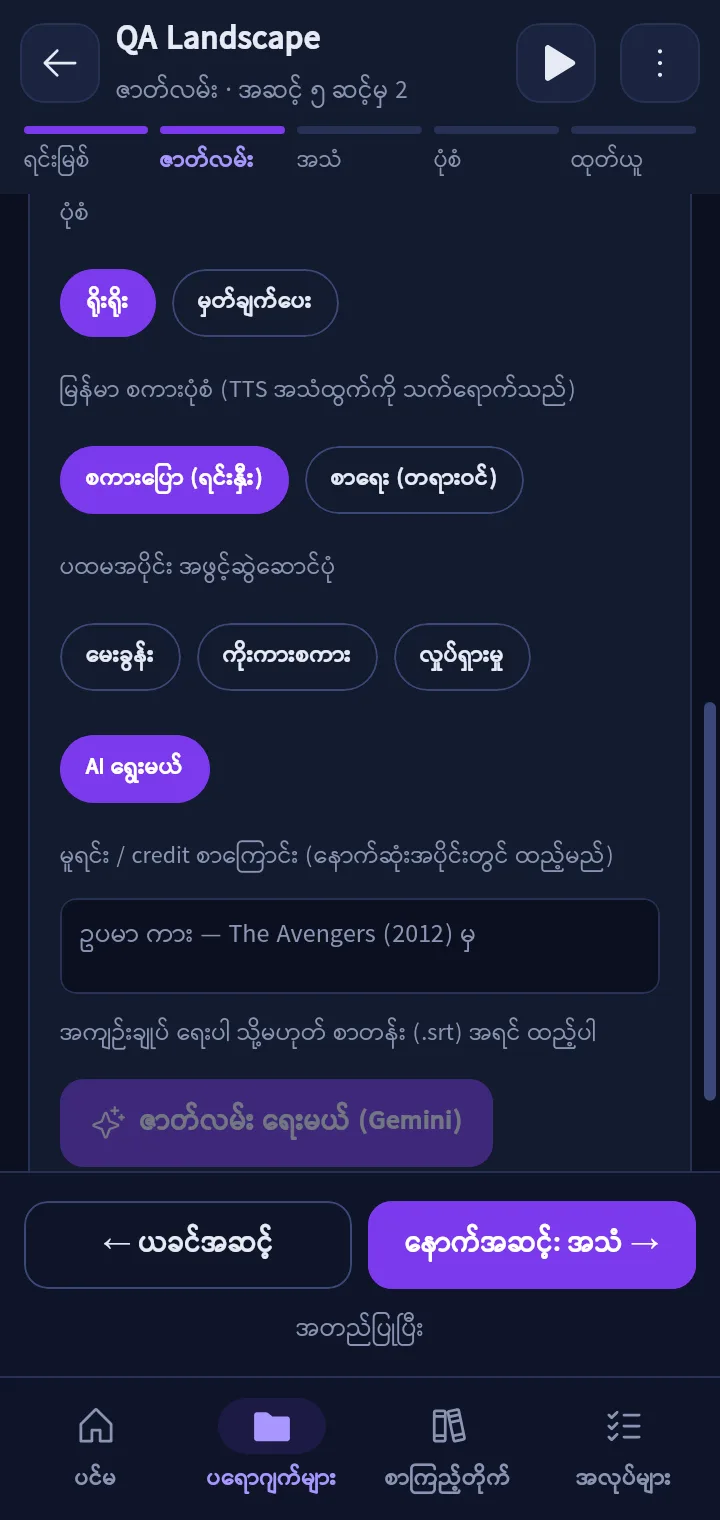 QA Landscape
ဇာတ်လမ်း · အဆင့် ၅ ဆင့်မှ 2
ရင်းမြစ်
ဇာတ်လမ်း
အသံ
ပုံစံ
ထုတ်ယူ
ပုံစံ
ရိုးရိုး
မှတ်ချက်ပေး
မြန်မာ စကားပုံစံ (TTS အသံထွက်ကို သက်ရောက်သည်)
စကားပြော (ရင်းနှီး)
စာရေး (တရားဝင်)
ပထမအပိုင်း အဖွင့်ဆွဲဆောင်ပုံ
မေးခွန်း
ကိုးကားစကား
လှုပ်ရှားမှု
AI ရွေးမယ်
မူရင်း / credit စာကြောင်း (နောက်ဆုံးအပိုင်းတွင် ထည့်မည်)
ဥပမာ ကား — The Avengers (2012) မှ
အကျဉ်းချုပ် ရေးပါ သို့မဟုတ် စာတန်း (.srt) အရင် ထည့်ပါ
ဇာတ်လမ်း ရေးမယ် (Gemini)
← ယခင်အဆင့်
နောက်အဆင့်: အသံ →
အတည်ပြုပြီး
ပင်မ
ပရောဂျက်များ
စာကြည့်တိုက်
အလုပ်များ